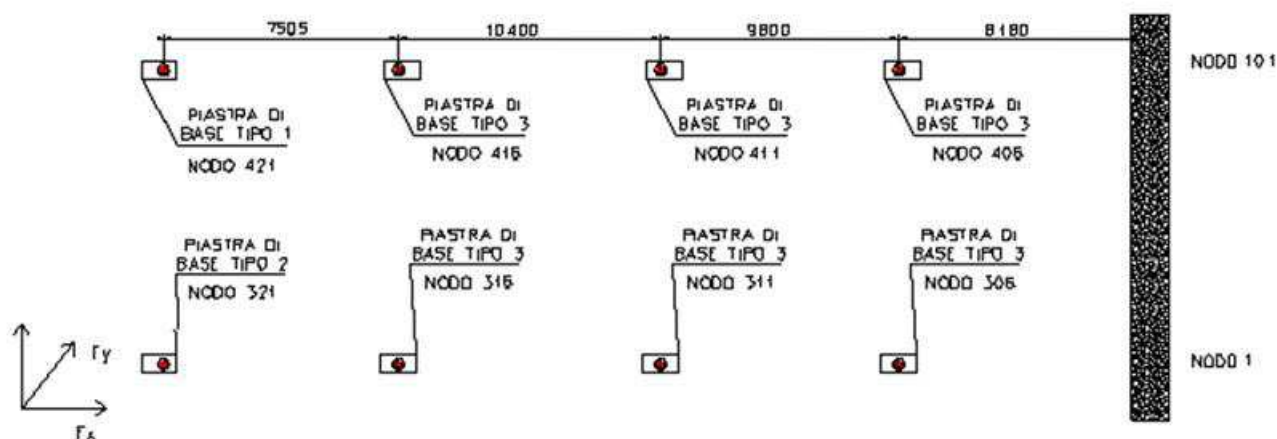 7505 10400 9800 8180
NODO 101
PIASTRA DI
BASE TIPO 1
NODO 421
PIASTRA DI
BASE TIPO 3
NODO 416
PIASTRA DI
BASE TIPO 3
NODO 411
PIASTRA DI
BASE TIPO 3
NODO 406
PIASTRA DI
BASE TIPO 2
NODO 321
PIASTRA DI
BASE TIPO 3
NODO 316
PIASTRA DI
BASE TIPO 3
NODO 311
PIASTRA DI
BASE TIPO 3
NODO 306
NODO 1
Fy